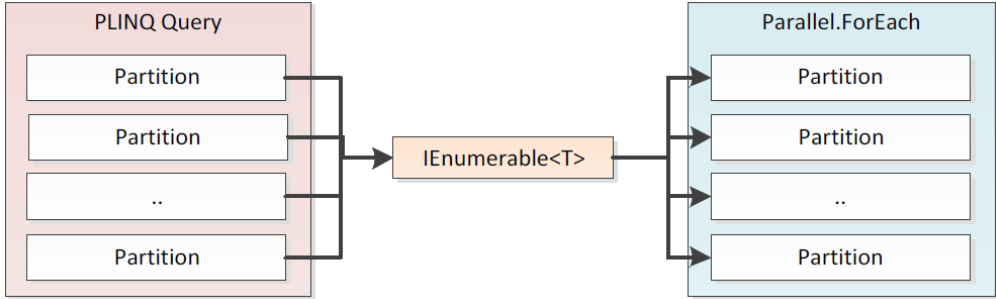 PLINQ Query
Partition
Partition
..
Partition
IEnumerable<T>
Parallel.ForEach
Partition
Partition
..
Partition